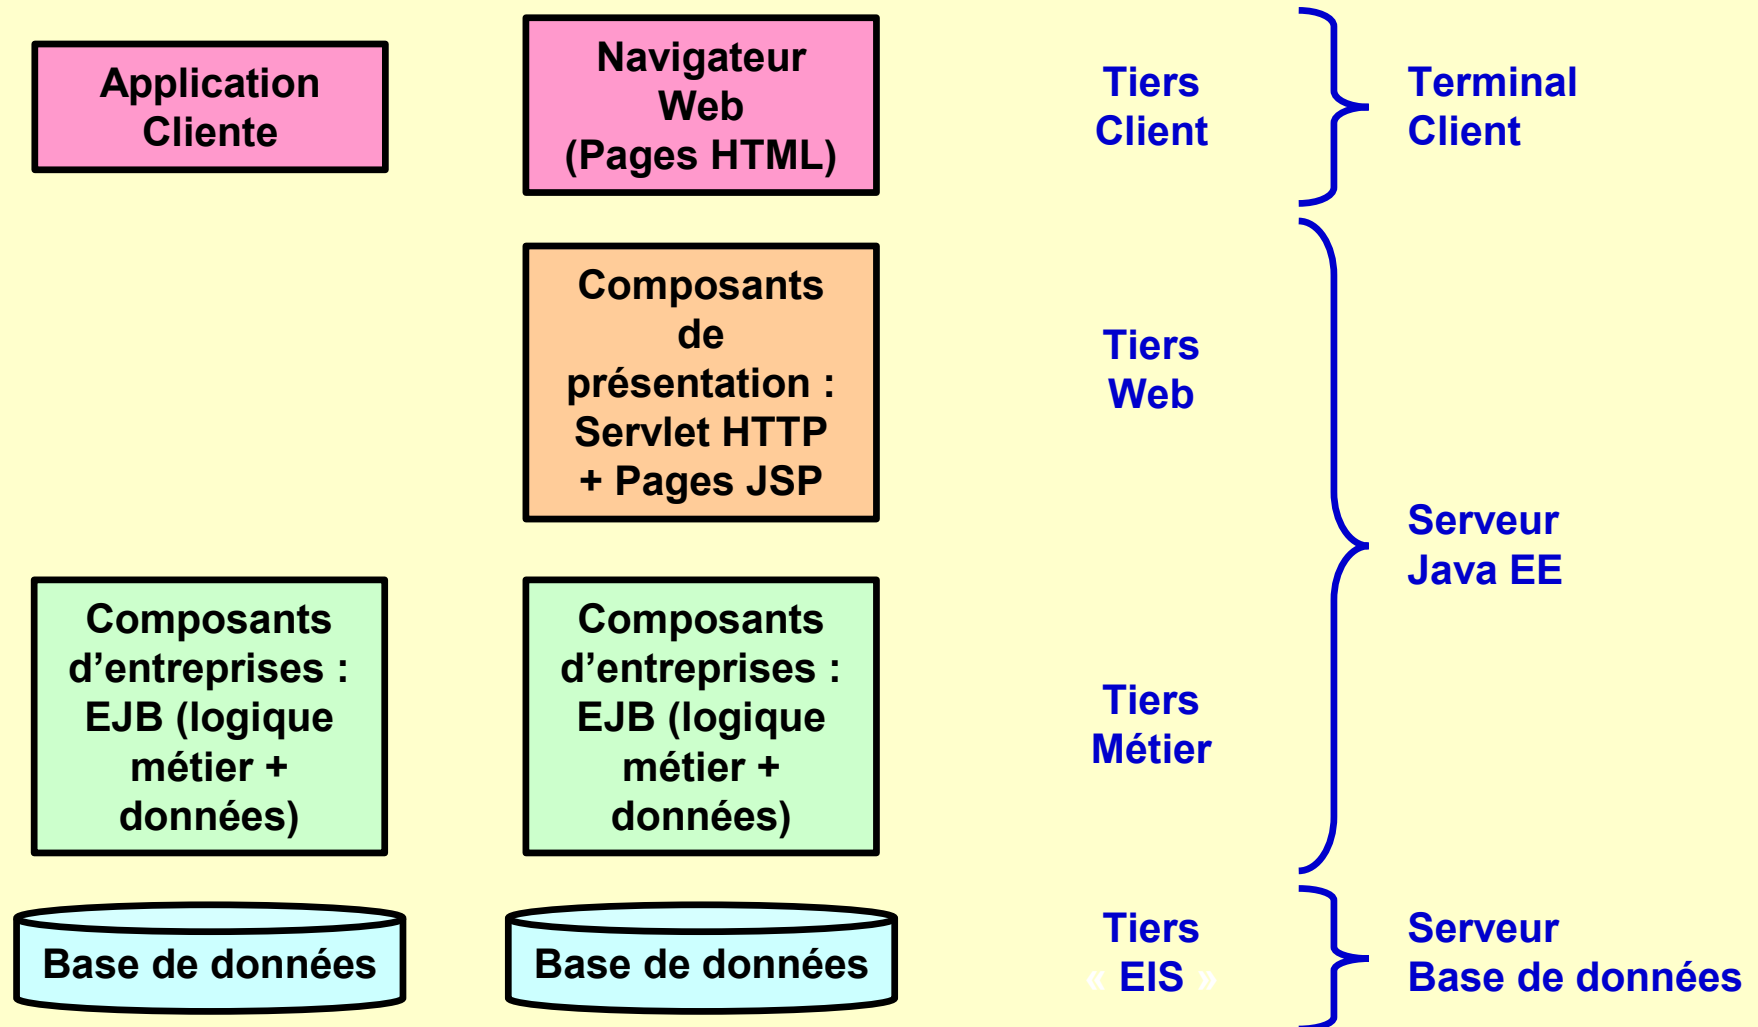 Application
Cliente
Navigateur
Web
(Pages HTML)
Tiers
Client
Terminal
Client
Composants
de
présentation :
Servlet HTTP
+ Pages JSP
Tiers
Web
Serveur
Java EE
Composants
d’entreprises :
EJB (logique
métier +
données)
Composants
d’entreprises :
EJB (logique
métier +
données)
Tiers
Métier
Base de données
Base de données
Tiers
« EIS »
Serveur
Base de données